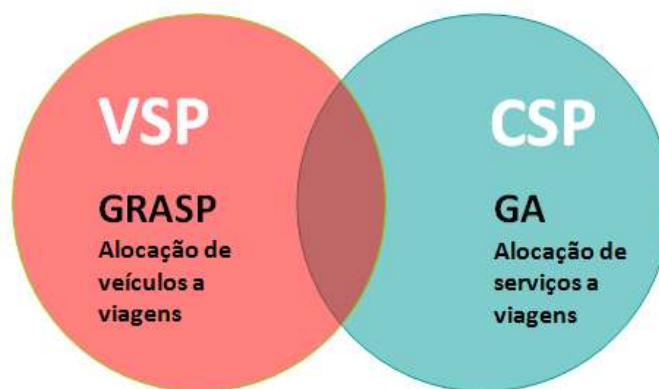 VSP
GRASP
Alocação de
veículos a
viagens
CSP
GA
Alocação de
serviços a
viagens